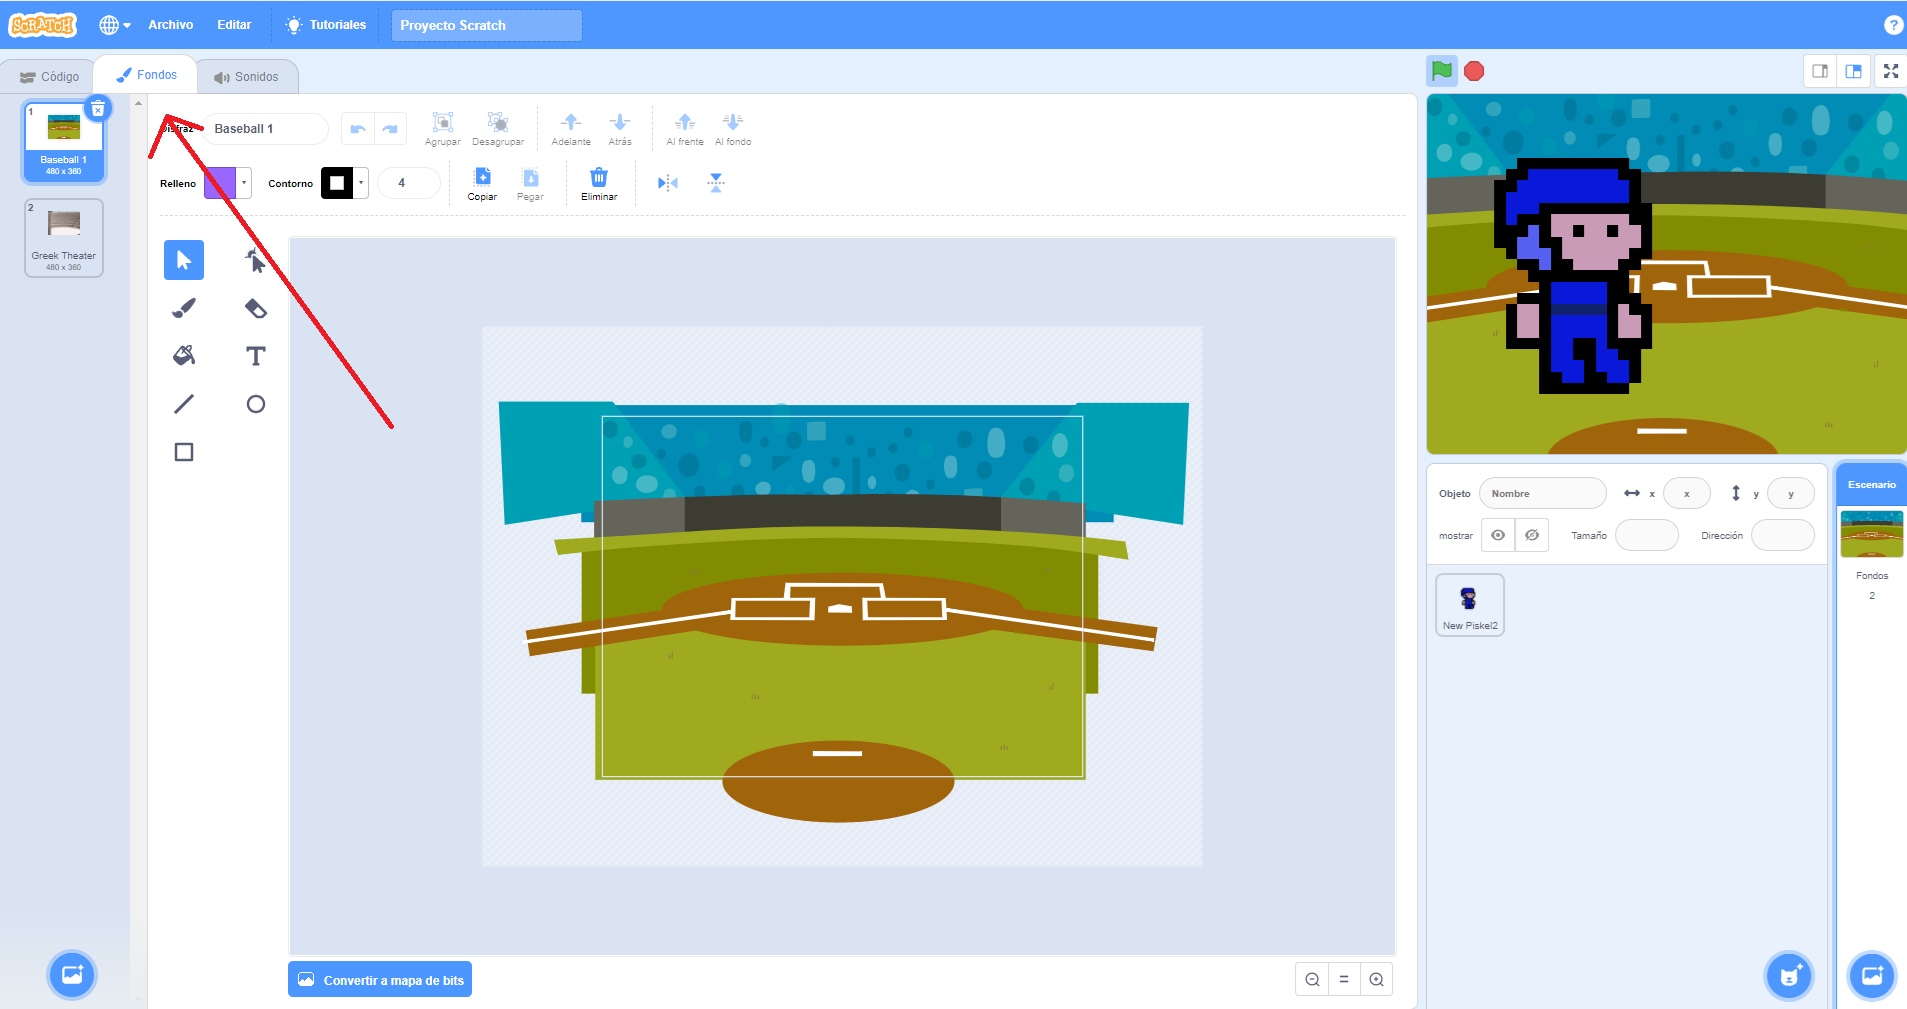 SCRATCH Archivo Editar Tutoriales Proyecto Scratch ?
Código Fondos Sonidos
1
Baseball 1
480 x 360
2
Greek Theater
480 x 360
Baseball 1
Agrupar Desagrupar Adelante Atrás Al frente Al fondo
Relleno Contorno 4 Copiar Pegar Eliminar
T
Convertir a mapa de bits
=
Objeto Nombre x x y y
mostrar Tamaño Dirección
New Piskel2
Escenario
Fondos
2